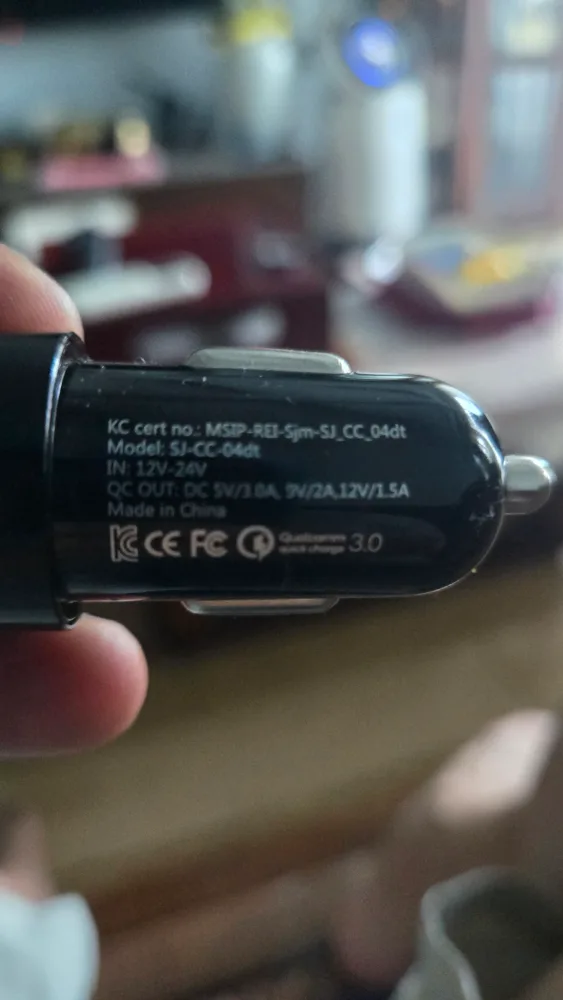 KC cert no.: MSIP-REI-Sjm-SJ_CC_04dt
Model: SJ-CC-04dt
IN: 12V-24V
QC OUT: DC 5V/3.0A, 9V/2A,12V/1.5A
Made in China
CE FC Qualcomm
quick charge 3.0